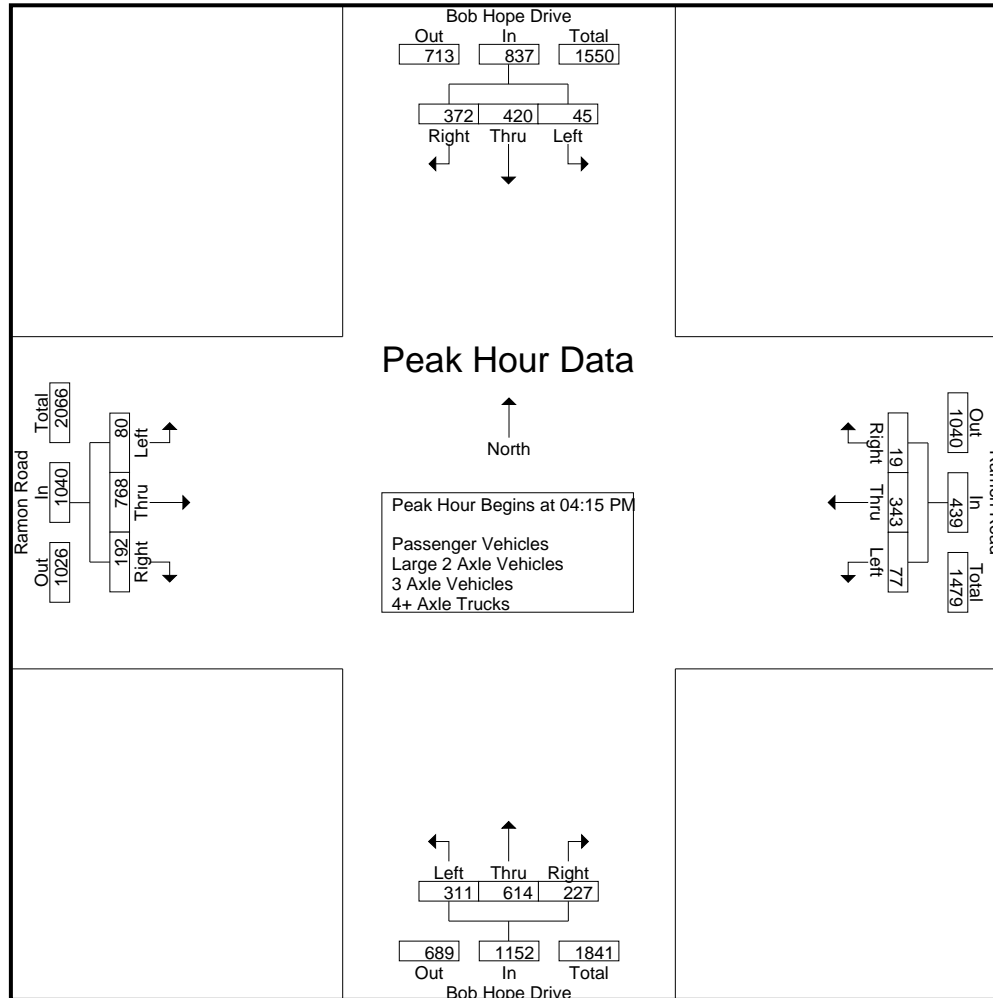 Bob Hope Drive
Out In Total
713 837 1550
372 420 45
Right Thru Left
Peak Hour Data
North
Peak Hour Begins at 04:15 PM
Passenger Vehicles
Large 2 Axle Vehicles
3 Axle Vehicles
4+ Axle Trucks
Ramon Road
Out In Total
1026 1040 2066
192 768 80
Right Thru Left
Ramon Road
Out In Total
1040 439 1479
19 343 77
Right Thru Left
Left Thru Right
311 614 227
689 1152 1841
Out In Total
Bob Hope Drive